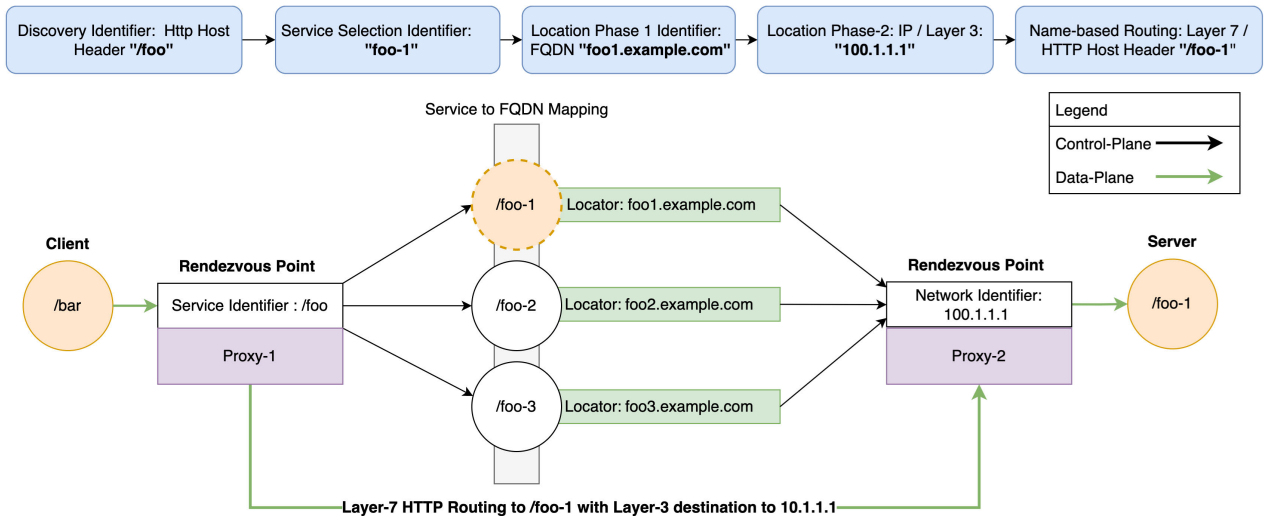 Discovery Identifier:  Http Host
Header "/foo"
Service Selection Identifier:
"foo-1"
Location Phase 1 Identifier:
FQDN "foo1.example.com"
Location Phase-2: IP / Layer 3:
"100.1.1.1"
Name-based Routing: Layer 7 /
HTTP Host Header "/foo-1"
Service to FQDN Mapping
Legend
Control-Plane
Data-Plane
/foo-1
Locator: foo1.example.com
Client
Server
Rendezvous Point
Rendezvous Point
/bar
Service Identifier : /foo
/foo-2
Locator: foo2.example.com
Network Identifier:
100.1.1.1
/foo-1
Proxy-1
Proxy-2
/foo-3
Locator: foo3.example.com
Layer-7 HTTP Routing to /foo-1 with Layer-3 destination to 10.1.1.1